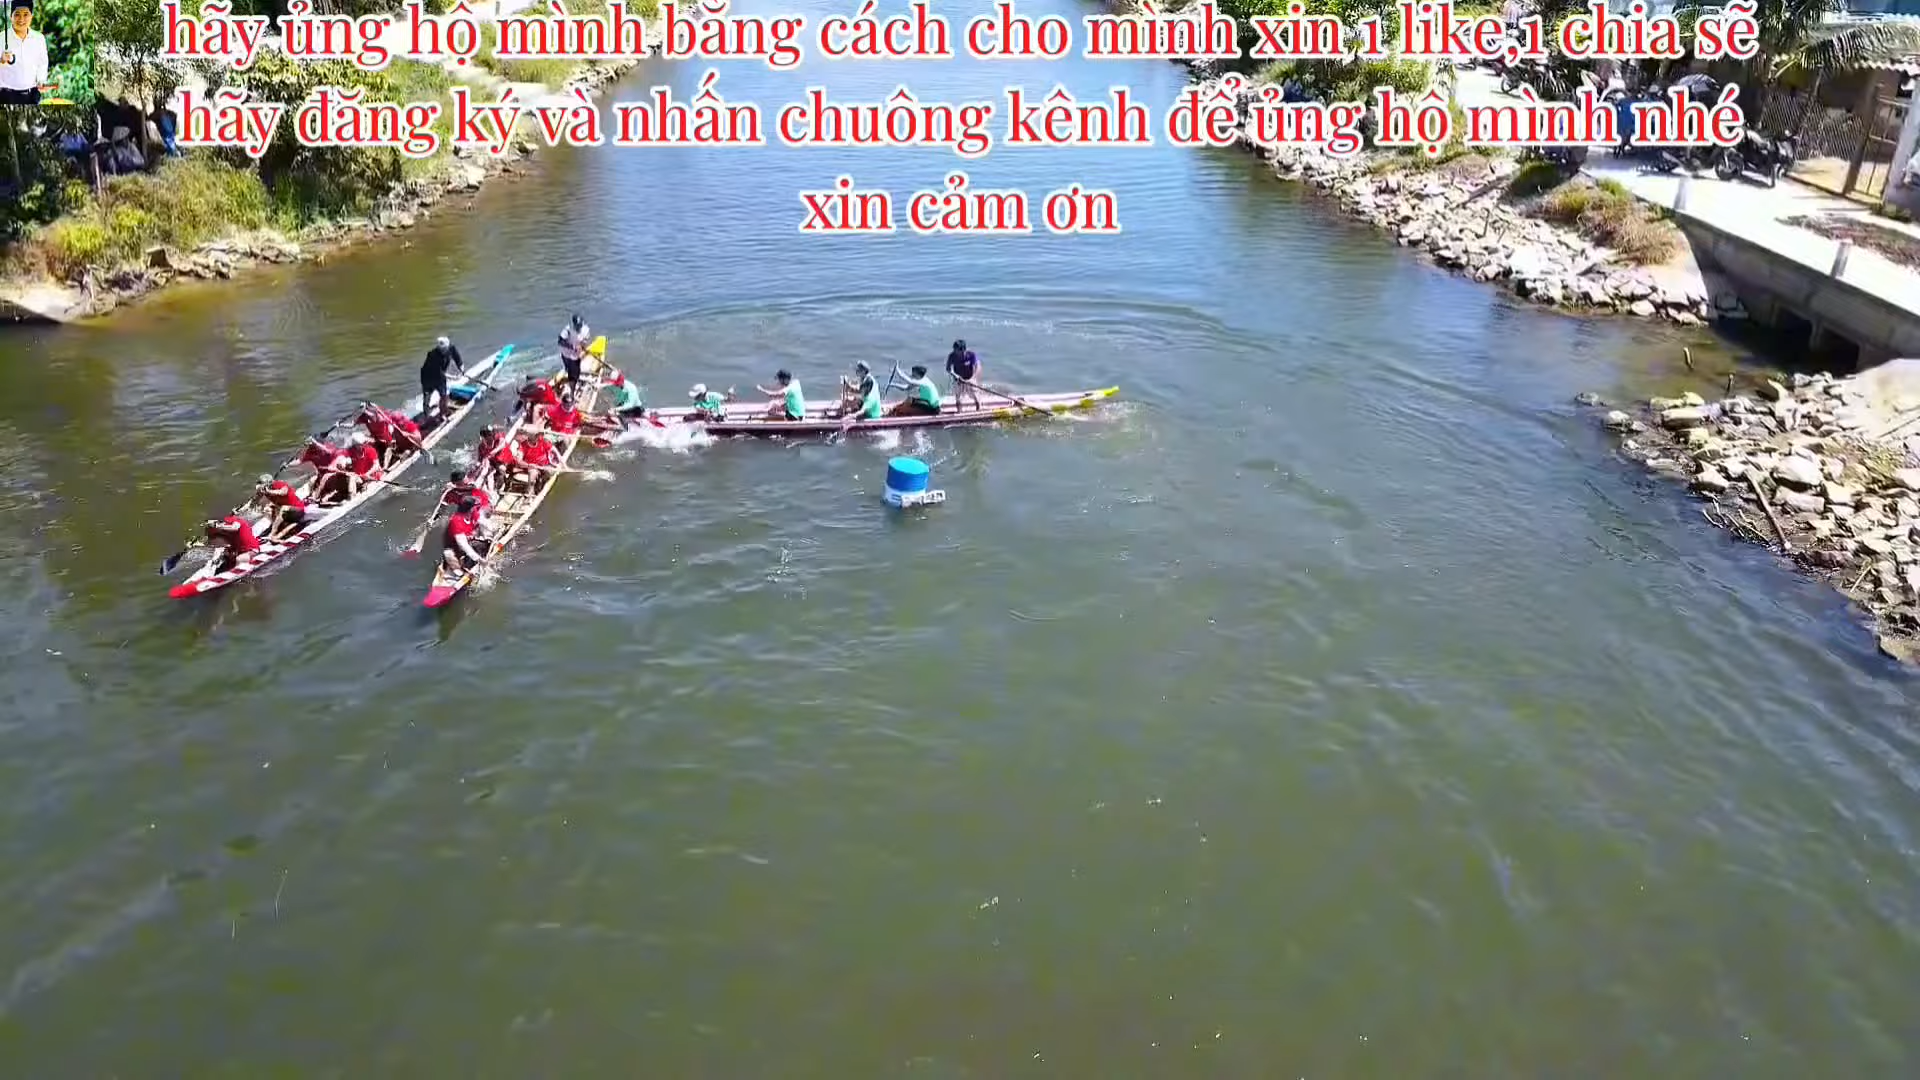 hãy ủng hộ mình bằng cách cho mình xin 1 like,1 chia sẽ
hãy đăng ký và nhấn chuông kênh để ủng hộ mình nhé
xin cảm ơn